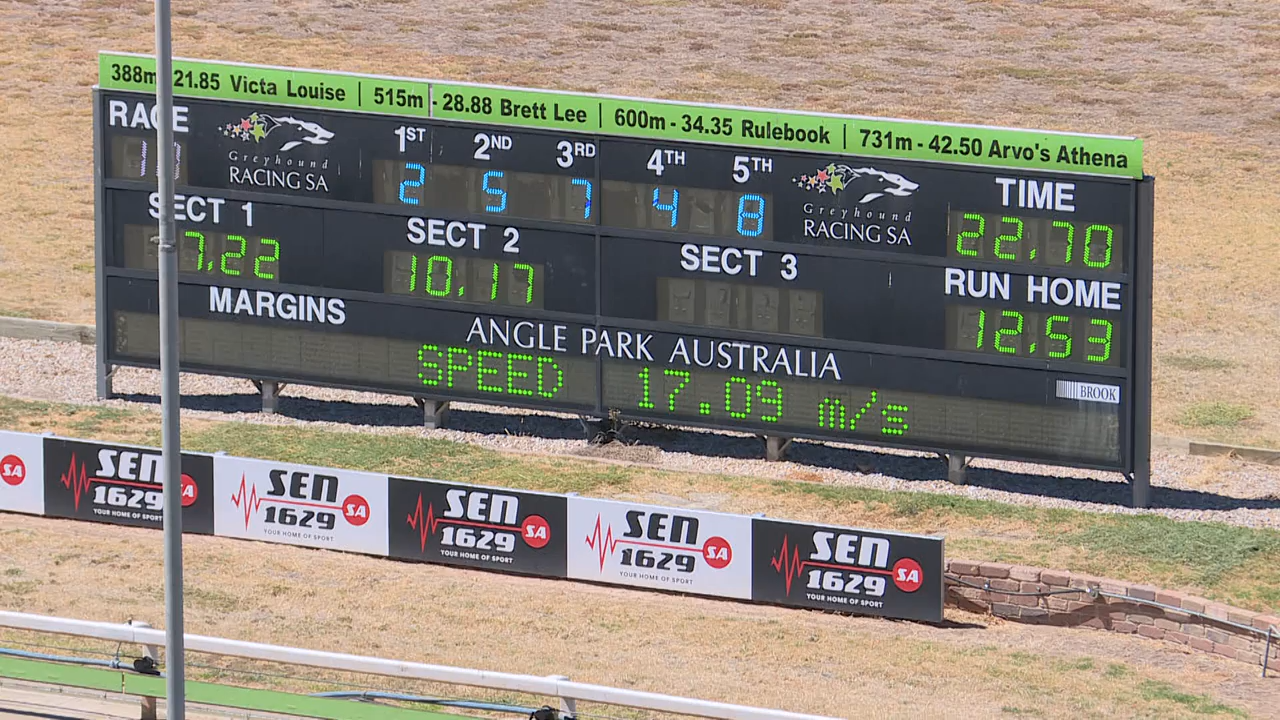 388m 21.85 Victa Louise | 515m - 28.88 Brett Lee | 600m - 34.35 Rulebook | 731m - 42.50 Arvo's Athena
RACE
Greyhound
RACING SA
1ST 2ND 3RD 4TH 5TH
2 5 7 4 8
Greyhound
RACING SA
TIME
22.70
SECT 1
7.22
SECT 2
10.17
SECT 3
RUN HOME
12.53
MARGINS
ANGLE PARK AUSTRALIA
SPEED 17.09 m/s
BROOK
SA
SEN
1629 SA
YOUR HOME OF SPORT
SEN
1629 SA
YOUR HOME OF SPORT
SEN
1629 SA
YOUR HOME OF SPORT
SEN
1629 SA
YOUR HOME OF SPORT
SEN
1629 SA
YOUR HOME OF SPORT